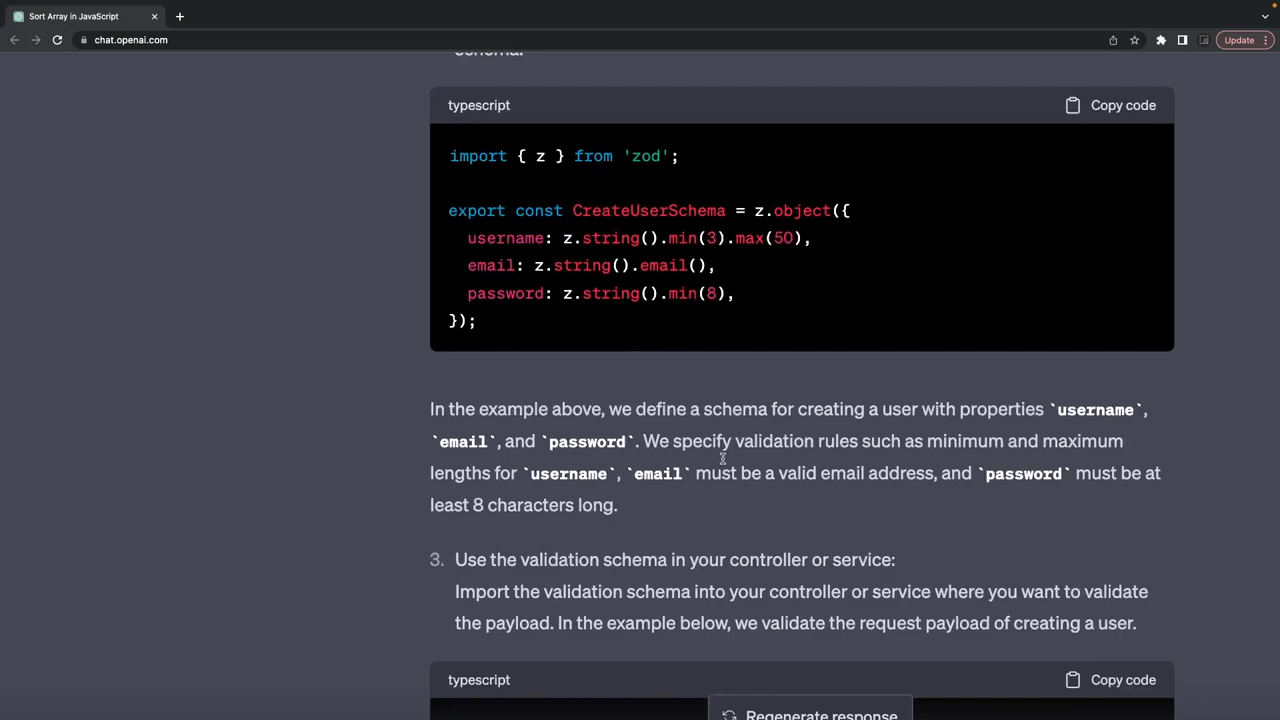 Sort Array in JavaScript
chat.openai.com
Update
schema.
typescript
Copy code
import { z } from 'zod';
export const CreateUserSchema = z.object({
username: z.string().min(3).max(50),
email: z.string().email(),
password: z.string().min(8),
});
In the example above, we define a schema for creating a user with properties `username`,
`email`, and `password`. We specify validation rules such as minimum and maximum
lengths for `username`, `email` must be a valid email address, and `password` must be at
least 8 characters long.
3. Use the validation schema in your controller or service:
Import the validation schema into your controller or service where you want to validate
the payload. In the example below, we validate the request payload of creating a user.
typescript
Copy code
Regenerate response